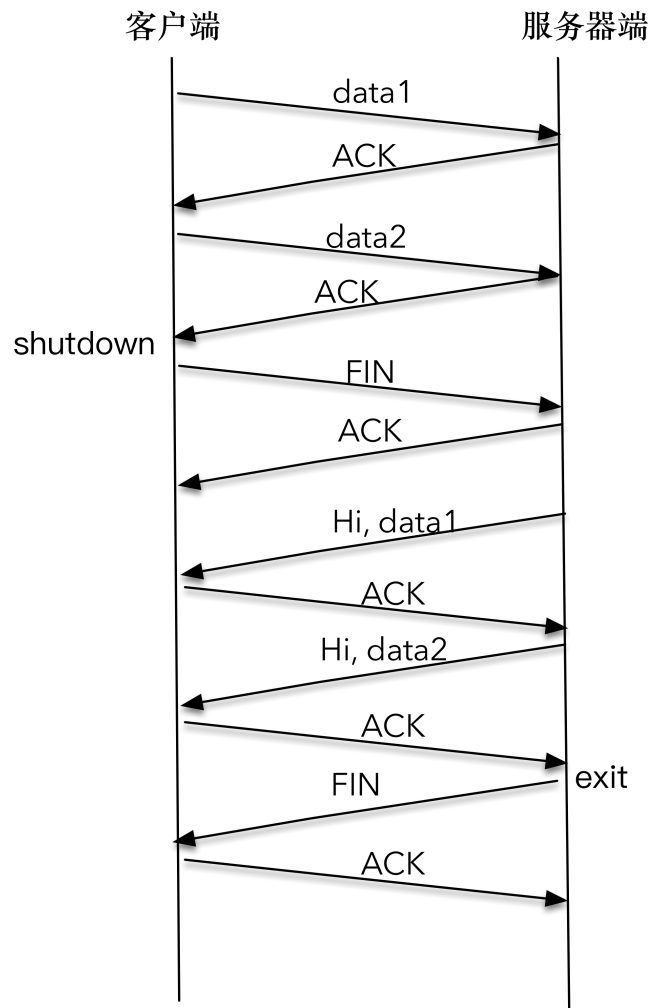 客户端
服务器端
data1
ACK
data2
ACK
shutdown
FIN
ACK
Hi, data1
ACK
Hi, data2
ACK
exit
FIN
ACK